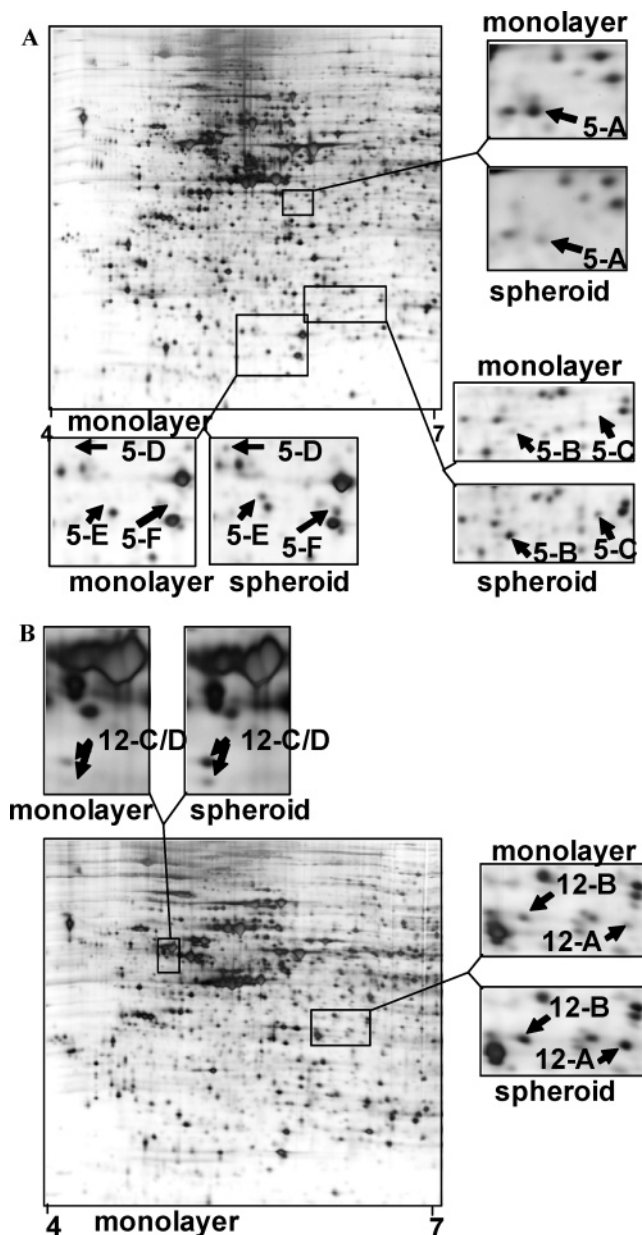 A
monolayer
5-A
5-A
spheroid
monolayer
5-B 5-C
5-B 5-C
spheroid
4 monolayer 7
5-D 5-D
5-E 5-E
5-F 5-F
monolayer spheroid
B
12-C/D 12-C/D
monolayer spheroid
monolayer
12-B
12-A
12-B
12-A
spheroid
4 monolayer 7